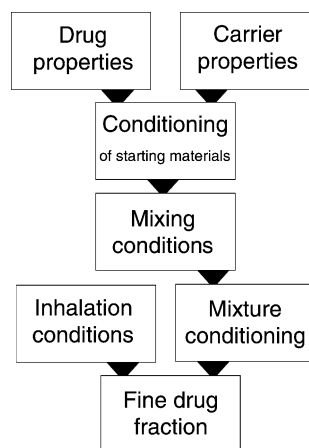 Drug
properties
Carrier
properties
Conditioning
of starting materials
Mixing
conditions
Inhalation
conditions
Mixture
conditioning
Fine drug
fraction